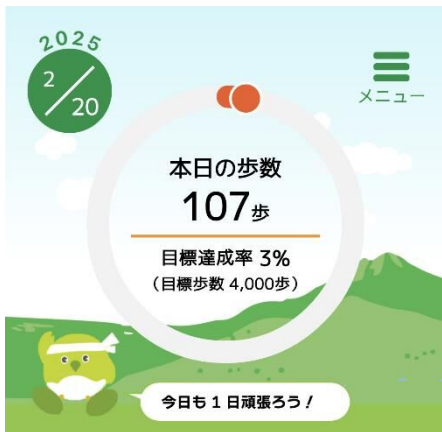 2025
2/20
メニュー
本日の歩数
107歩
目標達成率 3%
(目標歩数 4,000歩)
今日も1日頑張ろう!